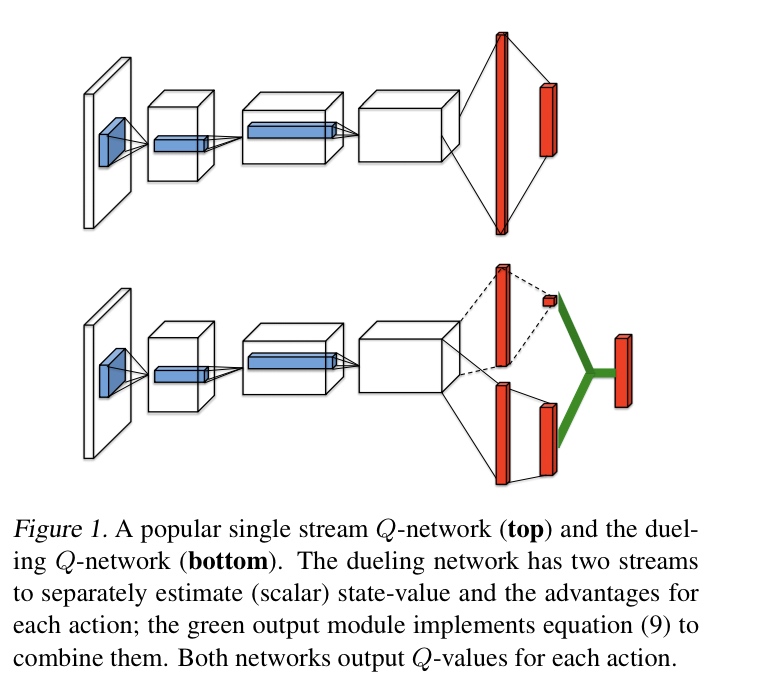 Figure 1. A popular single stream Q-network (top) and the duel-
ing Q-network (bottom). The dueling network has two streams
to separately estimate (scalar) state-value and the advantages for
each action; the green output module implements equation (9) to
combine them. Both networks output Q-values for each action.